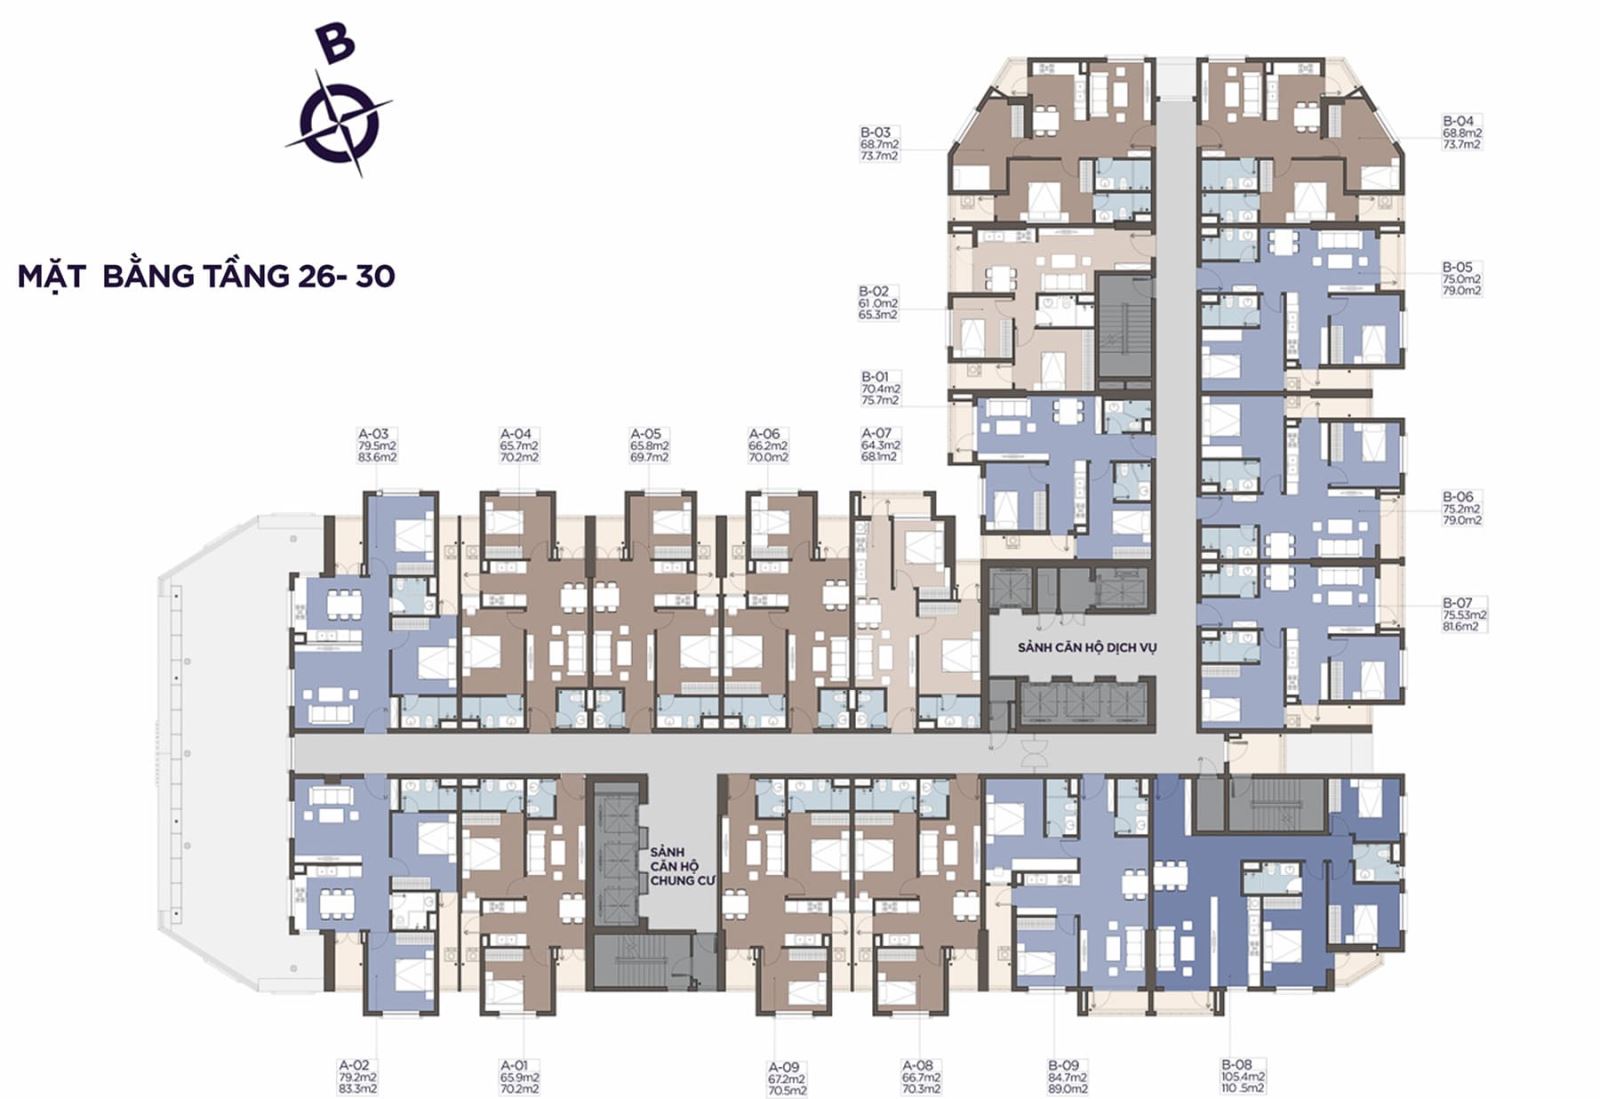 B
MẶT BẰNG TẦNG 26- 30
B-03
68.7m2
73.7m2
B-04
68.8m2
73.7m2
B-02
61.0m2
65.3m2
B-05
75.0m2
79.0m2
B-01
70.4m2
75.7m2
A-03
79.5m2
83.6m2
A-04
65.7m2
70.2m2
A-05
65.8m2
69.7m2
A-06
66.2m2
70.0m2
A-07
64.3m2
68.1m2
B-06
75.2m2
79.0m2
B-07
75.53m2
81.6m2
SẢNH CĂN HỘ DỊCH VỤ
SẢNH
CĂN HỘ
CHUNG CƯ
A-02
79.2m2
83.3m2
A-01
65.9m2
70.2m2
A-09
67.2m2
70.5m2
A-08
66.7m2
70.3m2
B-09
84.7m2
89.0m2
B-08
105.4m2
110 .5m2